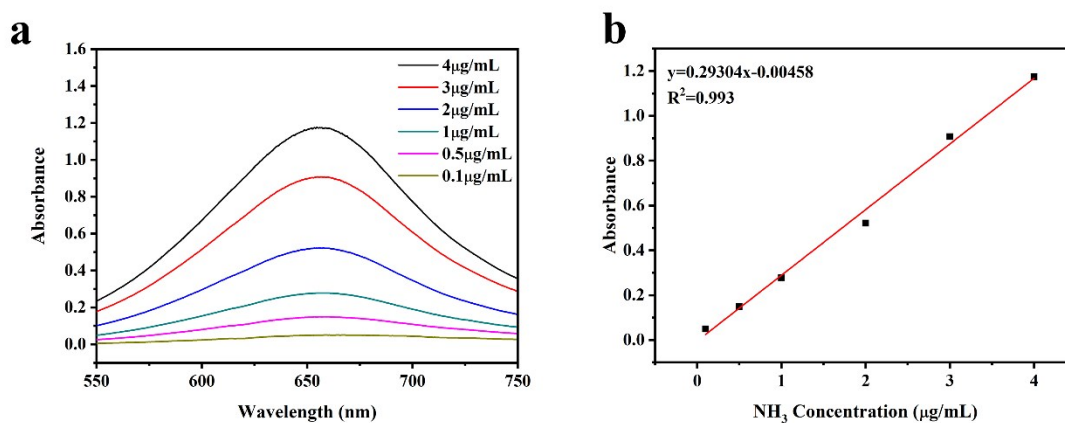 a
1.6
1.4
1.2
1.0
0.8
0.6
0.4
0.2
0.0
Absorbance
4μg/mL
3μg/mL
2μg/mL
1μg/mL
0.5μg/mL
0.1μg/mL
550 600 650 700 750
Wavelength (nm)
b
y=0.29304x-0.00458
R²=0.993
1.2
1.0
0.8
0.6
0.4
0.2
0.0
Absorbance
0 1 2 3 4
NH₃ Concentration (μg/mL)